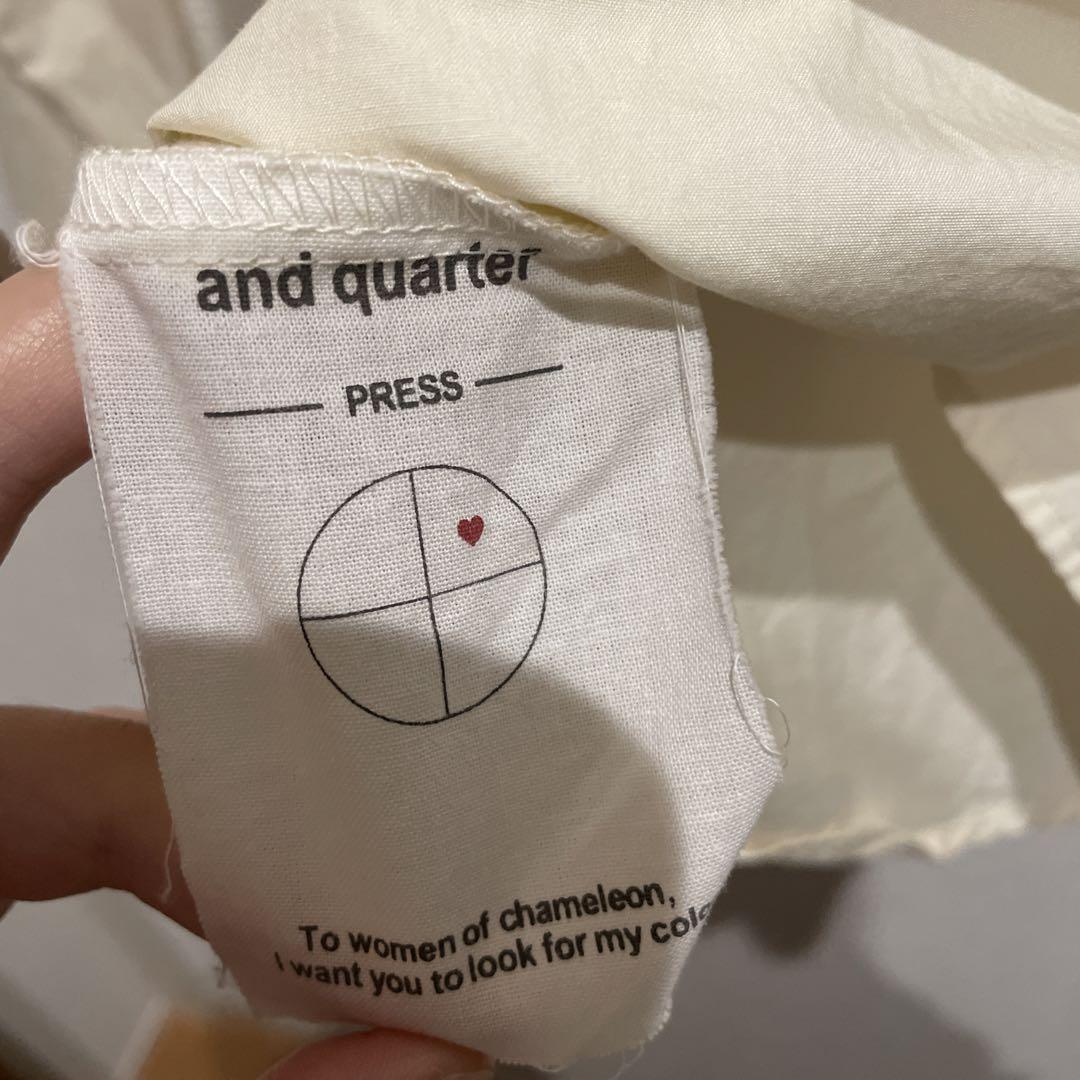 and quarter
PRESS
To women of chameleon,
I want you to look for my